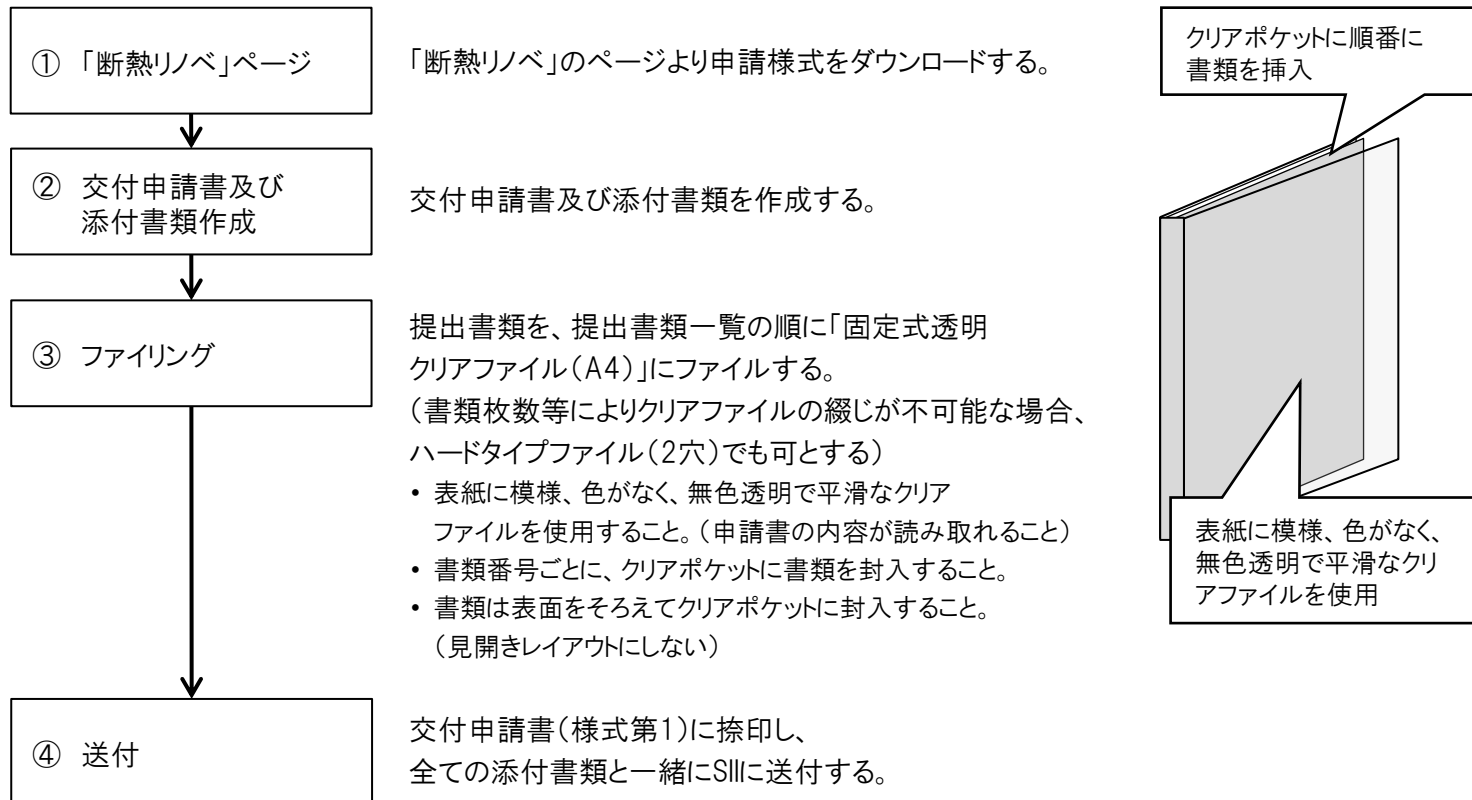 ① 「断熱リノベ」ページ
「断熱リノベ」のページより申請様式をダウンロードする。
② 交付申請書及び
添付書類作成
交付申請書及び添付書類を作成する。
③ ファイリング
提出書類を、提出書類一覧の順に「固定式透明
クリアファイル（A4）」にファイルする。
（書類枚数等によりクリアファイルの綴じが不可能な場合、
ハードタイプファイル（2穴）でも可とする）
• 表紙に模様、色がなく、無色透明で平滑なクリア
ファイルを使用すること。（申請書の内容が読み取れること）
• 書類番号ごとに、クリアポケットに書類を封入すること。
• 書類は表面をそろえてクリアポケットに封入すること。
（見開きレイアウトにしない）
④ 送付
交付申請書（様式第1）に捺印し、
全ての添付書類と一緒にSIIに送付する。
クリアポケットに順番に
書類を挿入
表紙に模様、色がなく、
無色透明で平滑なクリ
アファイルを使用